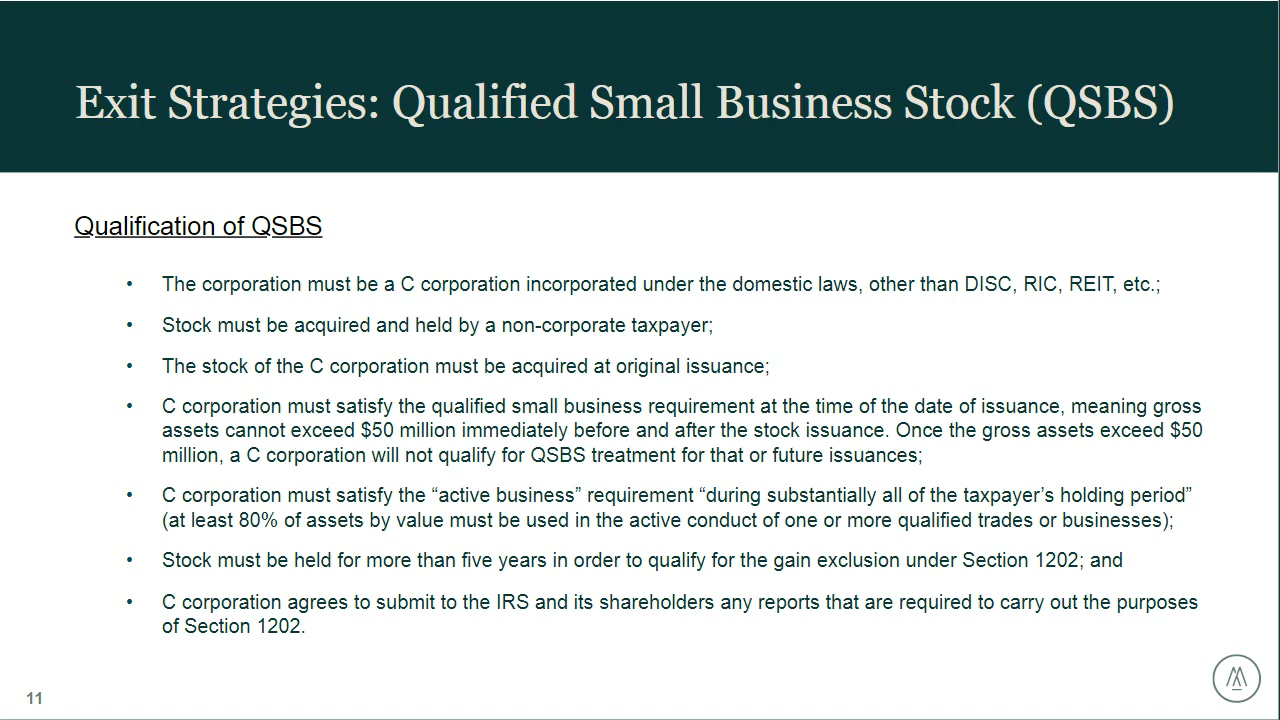 Exit Strategies: Qualified Small Business Stock (QSBS)
Qualification of QSBS
• The corporation must be a C corporation incorporated under the domestic laws, other than DISC, RIC, REIT, etc.;
• Stock must be acquired and held by a non-corporate taxpayer;
• The stock of the C corporation must be acquired at original issuance;
• C corporation must satisfy the qualified small business requirement at the time of the date of issuance, meaning gross
assets cannot exceed $50 million immediately before and after the stock issuance. Once the gross assets exceed $50
million, a C corporation will not qualify for QSBS treatment for that or future issuances;
• C corporation must satisfy the “active business” requirement “during substantially all of the taxpayer’s holding period”
(at least 80% of assets by value must be used in the active conduct of one or more qualified trades or businesses);
• Stock must be held for more than five years in order to qualify for the gain exclusion under Section 1202; and
• C corporation agrees to submit to the IRS and its shareholders any reports that are required to carry out the purposes
of Section 1202.
11